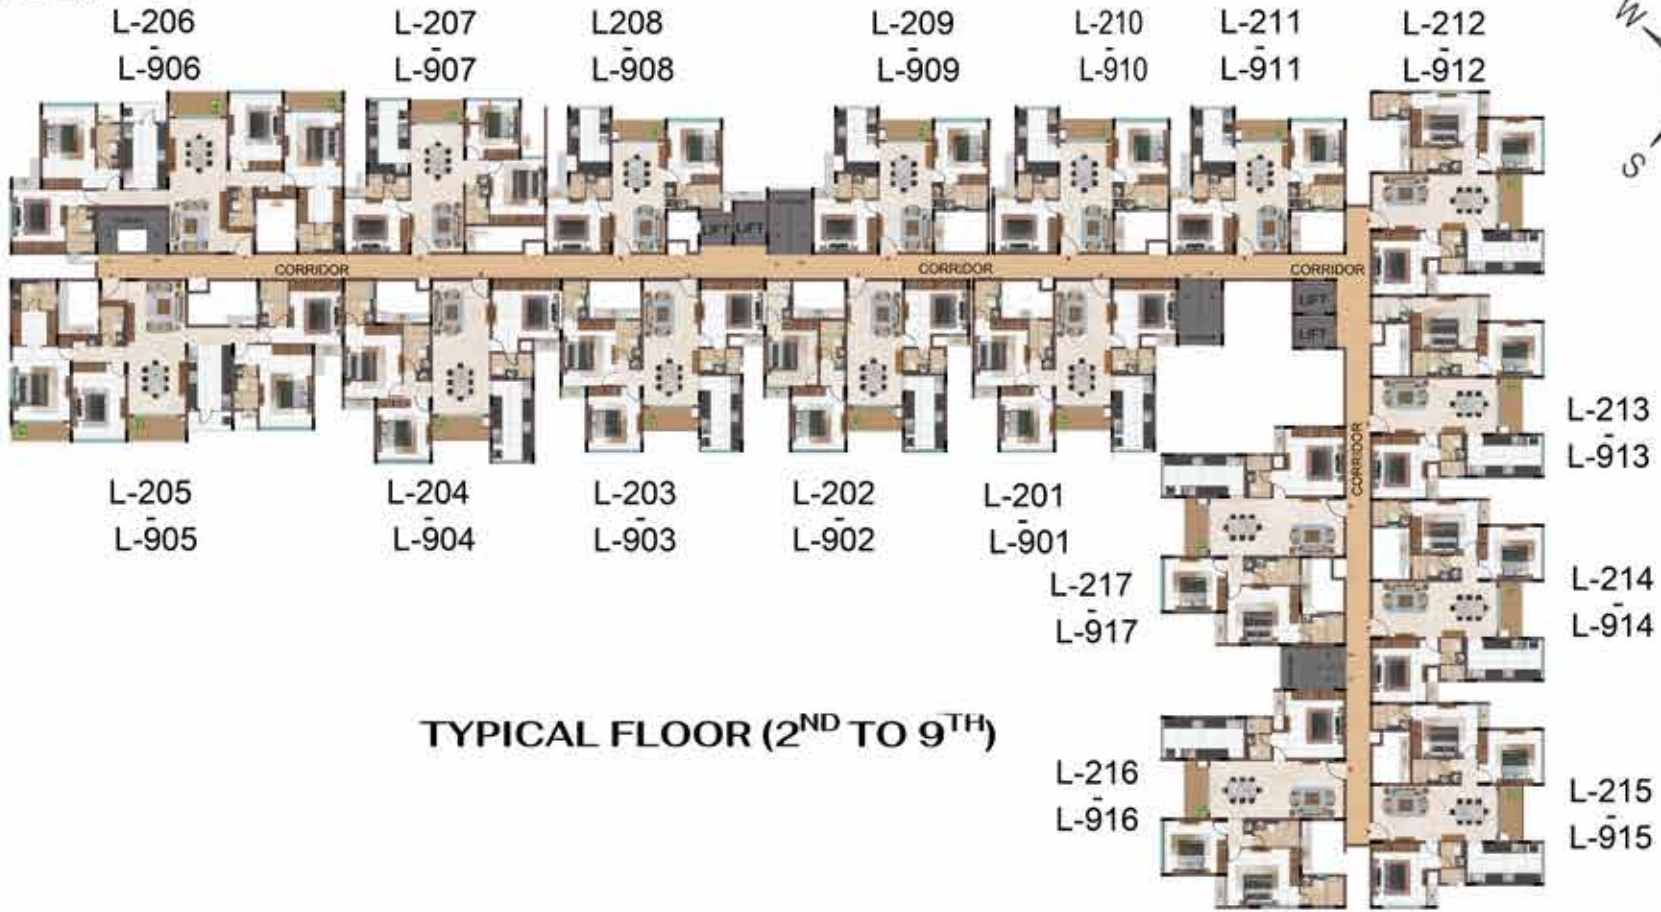 L-206
-
L-906
L-207
-
L-907
L208
-
L-908
L-209
-
L-909
L-210
-
L-910
L-211
-
L-911
L-212
-
L-912
W
S
LIFT LIFT
CORRIDOR
CORRIDOR
CORRIDOR
LIFT
LIFT
CORRIDOR
L-213
-
L-913
L-205
-
L-905
L-204
-
L-904
L-203
-
L-903
L-202
-
L-902
L-201
-
L-901
L-217
-
L-917
L-214
-
L-914
TYPICAL FLOOR (2ND TO 9TH)
L-216
-
L-916
L-215
-
L-915